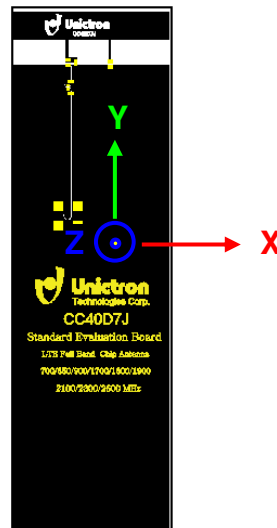 Unictron
Y
Z
X
Unictron
Technologies Corp.
CC40D7J
Standard Evaluation Board
LTE Full Band Chip Antenna
700/850/900/1700/1800/1900
2100/2300/2600 MHz